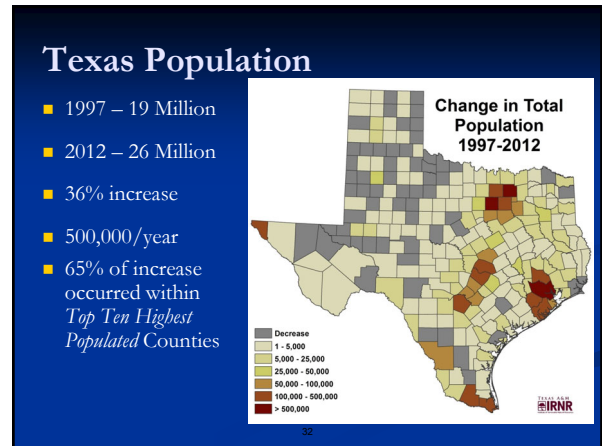 Texas Population
1997 – 19 Million
2012 – 26 Million
36% increase
500,000/year
65% of increase
occurred within
Top Ten Highest
Populated Counties
Change in Total
Population
1997-2012
Decrease
1 - 5,000
5,000 - 25,000
25,000 - 50,000
50,000 - 100,000
100,000 - 500,000
> 500,000
TEXAS A&M
IRNR
32